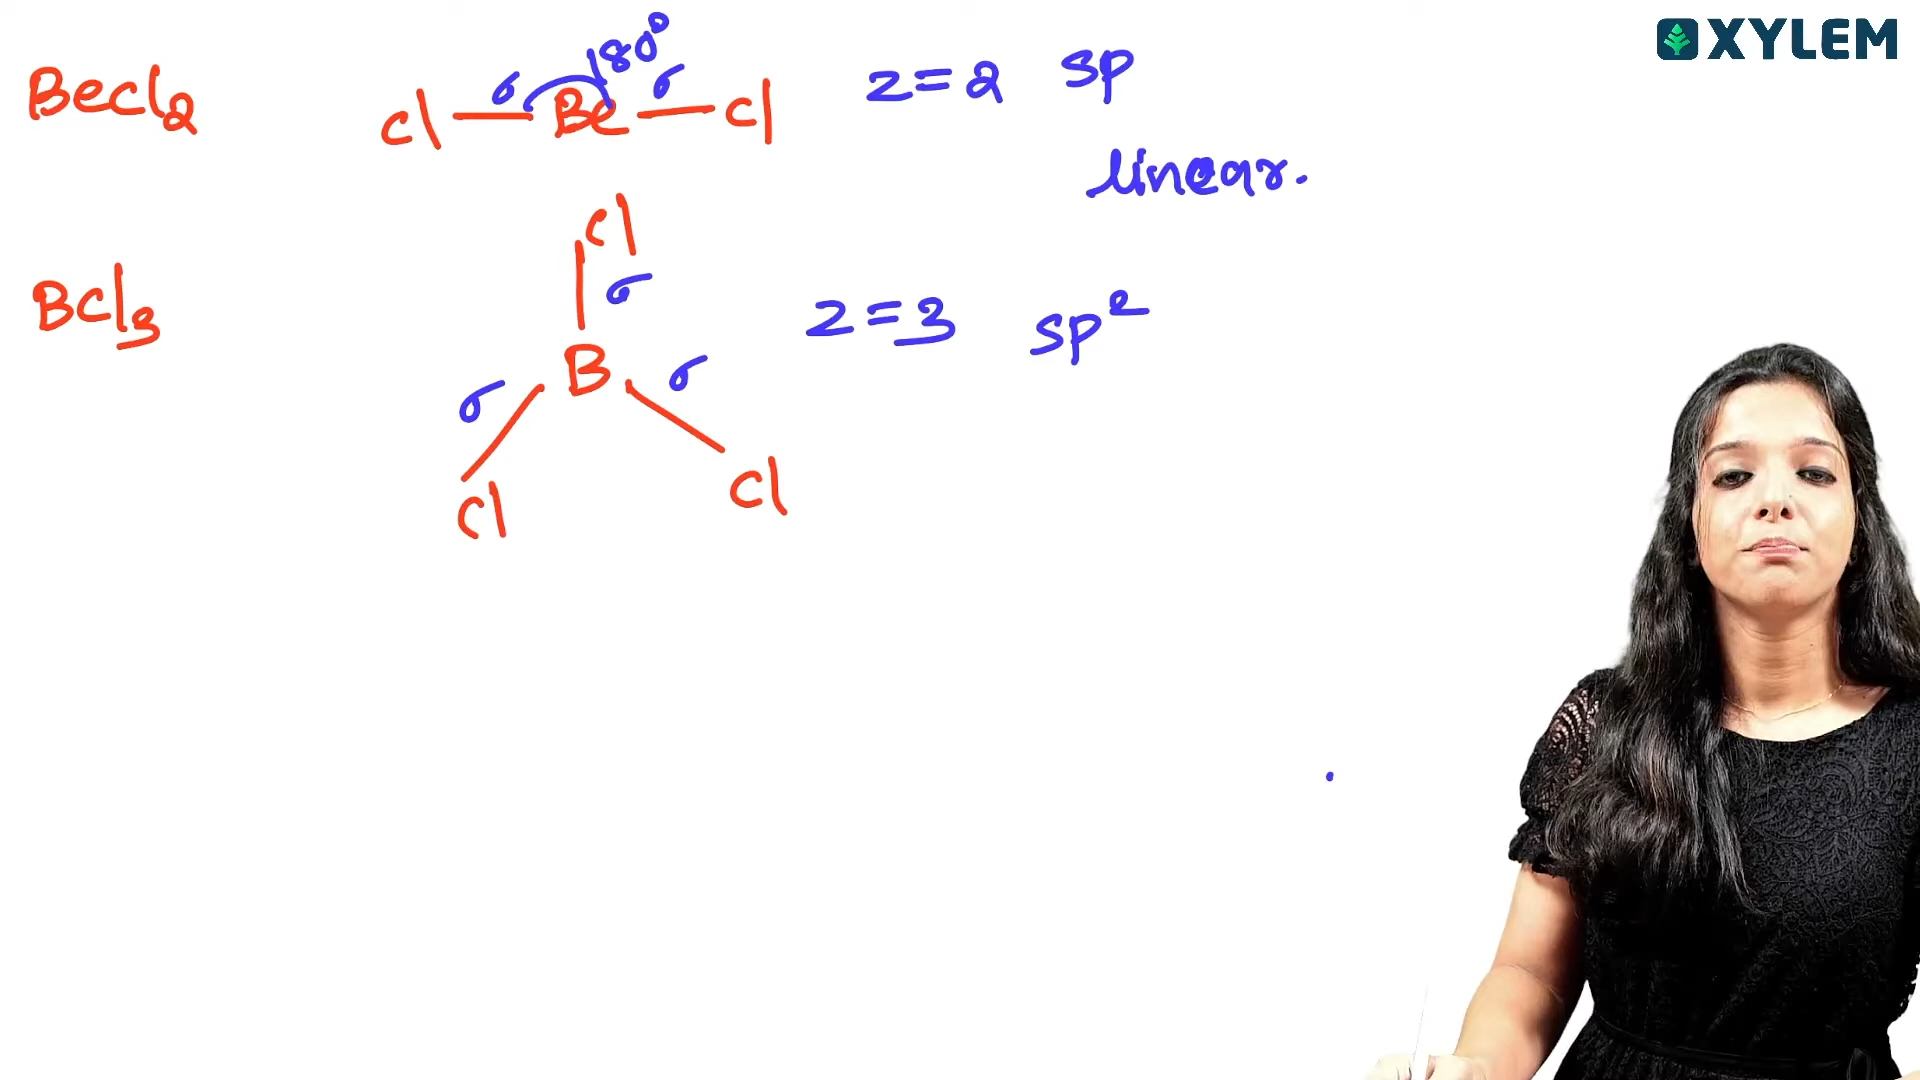 XYLEM
BeCl2 Cl — Be — Cl σ σ 180° z=2 sp
linear.
Cl
σ
BCl3 z=3 sp²
B
σ σ
Cl Cl